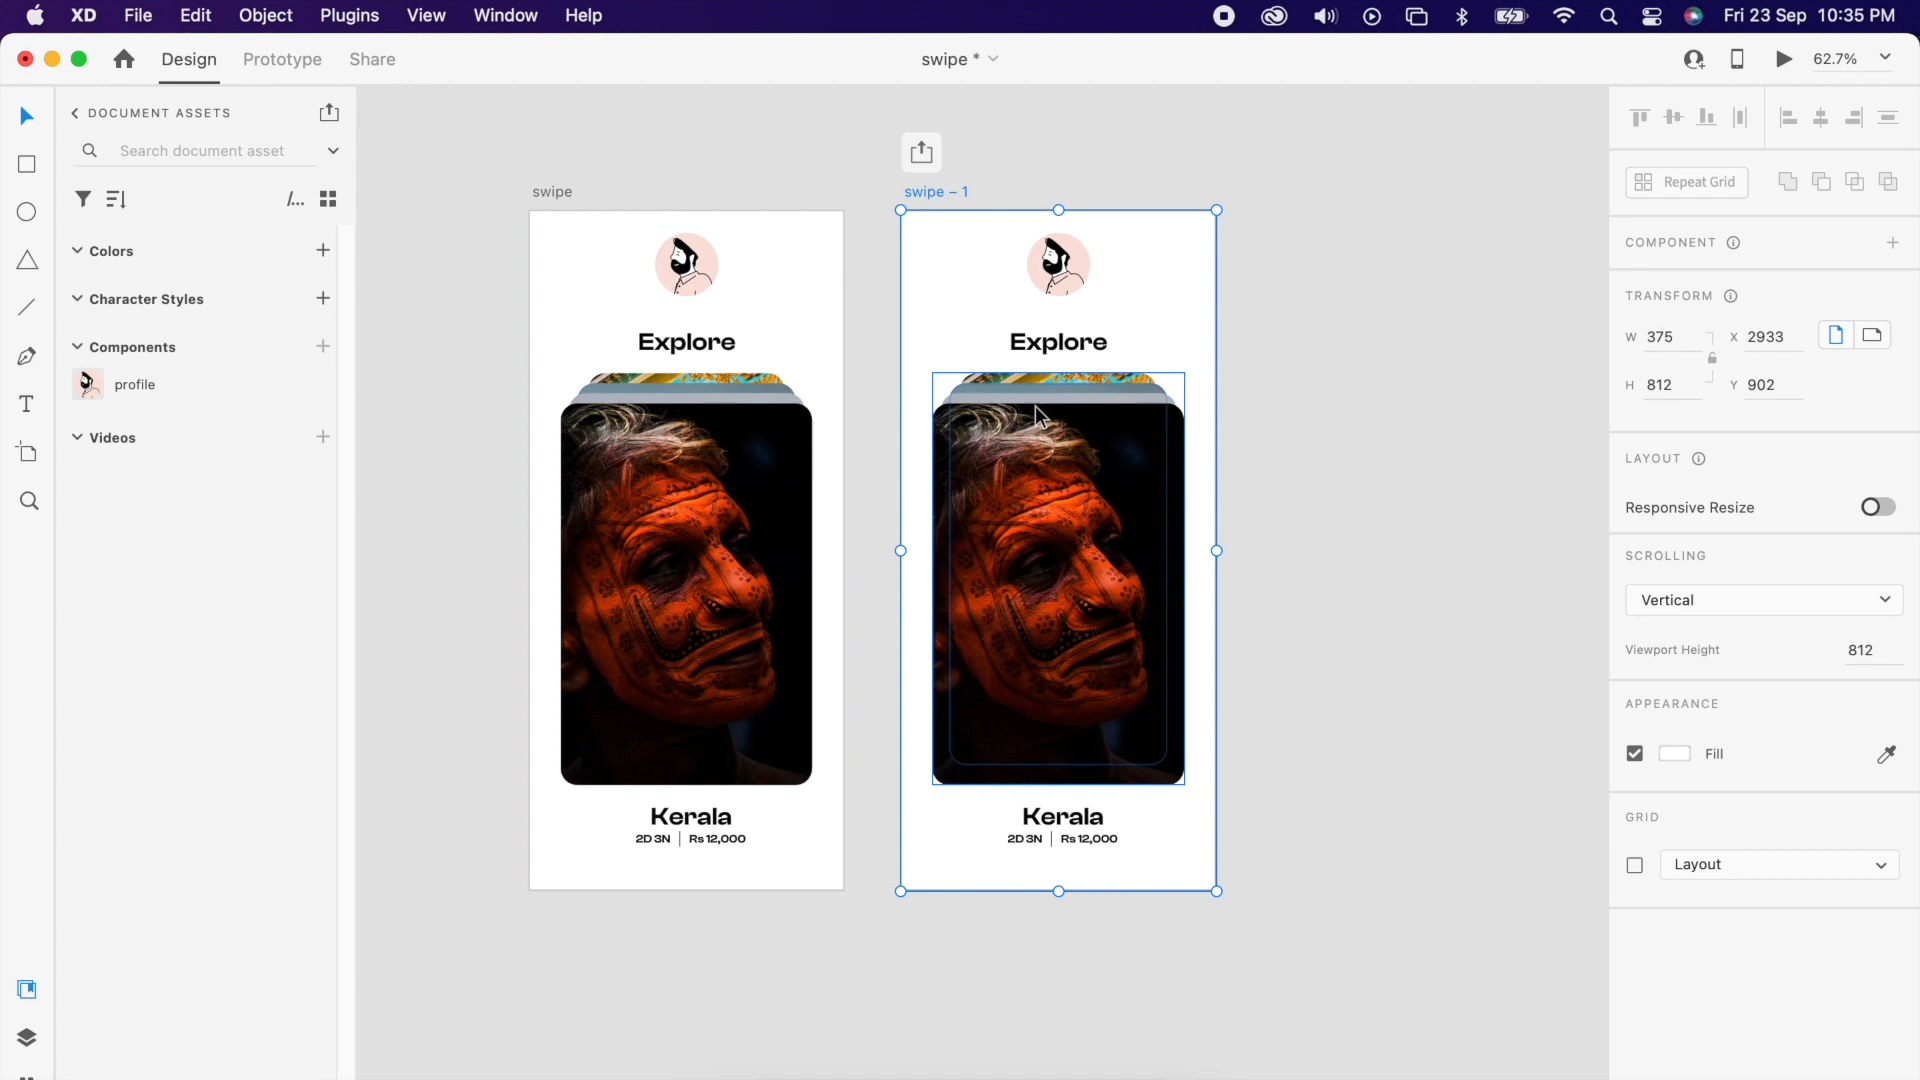 XD File Edit Object Plugins View Window Help Fri 23 Sep 10:35 PM
Design Prototype Share swipe * 62.7%
DOCUMENT ASSETS
Search document asset
/...
Colors
Character Styles
Components
profile
Videos
swipe
Explore
Kerala
2D 3N | Rs 12,000
swipe – 1
Explore
Kerala
2D 3N | Rs 12,000
Repeat Grid
COMPONENT
TRANSFORM
W 375 X 2933
H 812 Y 902
LAYOUT
Responsive Resize
SCROLLING
Vertical
Viewport Height 812
APPEARANCE
Fill
GRID
Layout